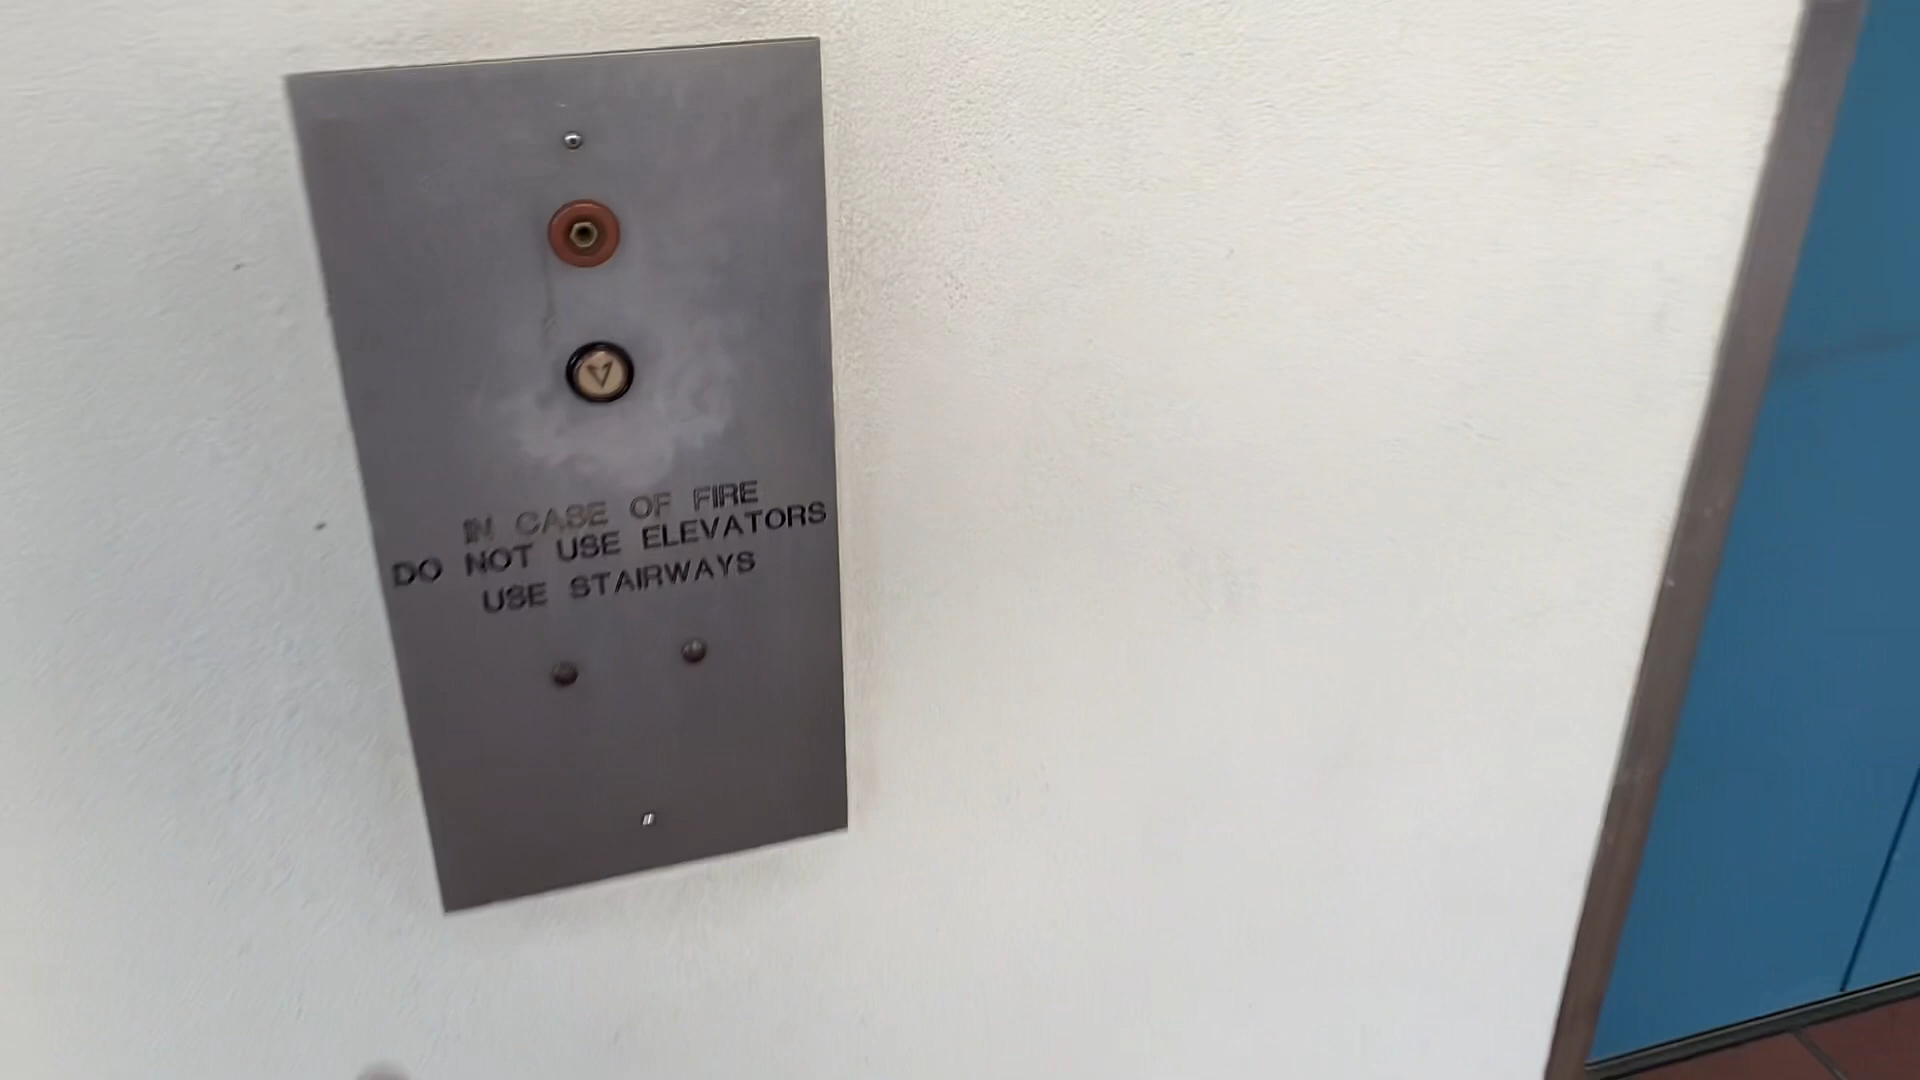 IN CASE OF FIRE
DO NOT USE ELEVATORS
USE STAIRWAYS